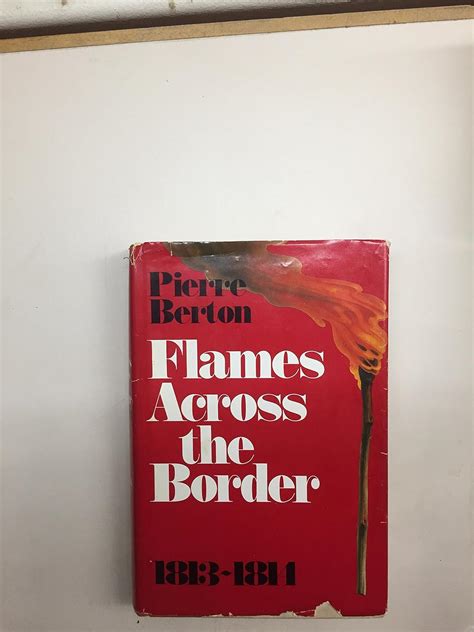 Pierre
Berton
Flames
Across
the
Border
1813-1814